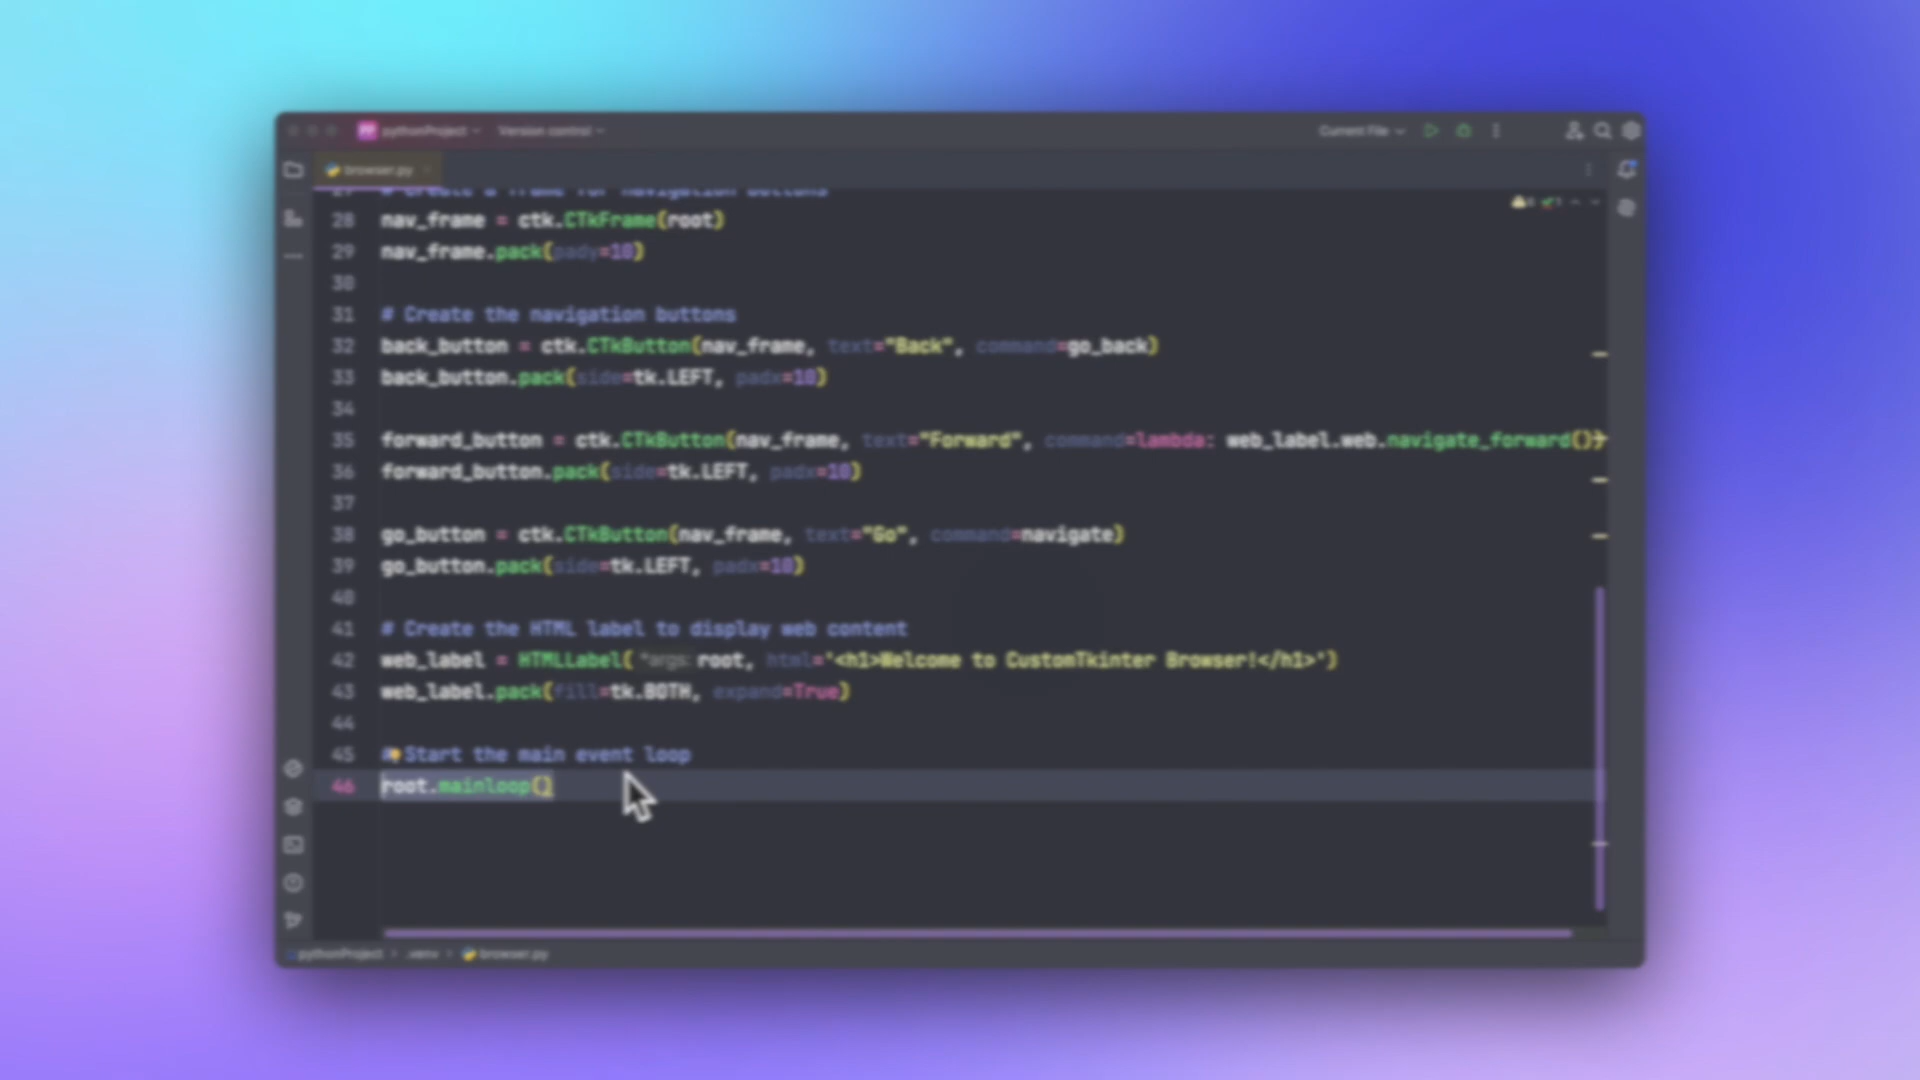 pythonProject Version control Current File
browser.py
27 # Create a frame for navigation buttons
28 nav_frame = ctk.CTkFrame(root)
29 nav_frame.pack(pady=10)
30
31 # Create the navigation buttons
32 back_button = ctk.CTkButton(nav_frame, text="Back", command=go_back)
33 back_button.pack(side=tk.LEFT, padx=10)
34
35 forward_button = ctk.CTkButton(nav_frame, text="Forward", command=lambda: web_label.web.navigate_forward())
36 forward_button.pack(side=tk.LEFT, padx=10)
37
38 go_button = ctk.CTkButton(nav_frame, text="Go", command=navigate)
39 go_button.pack(side=tk.LEFT, padx=10)
40
41 # Create the HTML label to display web content
42 web_label = HTMLLabel( *args: root, html='<h1>Welcome to CustomTkinter Browser!</h1>')
43 web_label.pack(fill=tk.BOTH, expand=True)
44
45 # Start the main event loop
46 root.mainloop()
pythonProject > .venv > browser.py